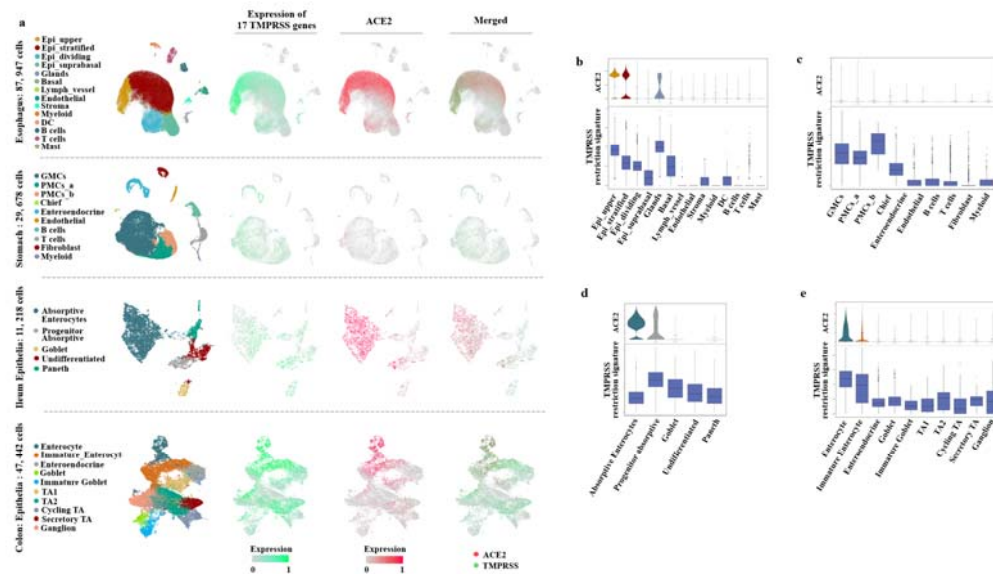 a
Expression of
17 TMPRSS genes
ACE2
Merged
Esophagus: 87, 947 cells
Epi_upper
Epi_stratified
Epi_dividing
Epi_suprabasal
Glands
Basal
Lymph_vessel
Endothelial
Stroma
Myeloid
DC
B cells
T cells
Mast
Stomach : 29, 678 cells
GMCs
PMCs_a
PMCs_b
Chief
Enteroendocrine
Endothelial
B cells
T cells
Fibroblast
Myeloid
Ileum Epithelia: 11, 218 cells
Absorptive
Enterocytes
Progenitor
Absorptive
Goblet
Undifferentiated
Paneth
Colon: Epithelia : 47, 442 cells
Enterocyte
Immature_Enterocyt
Enteroendocrine
Goblet
Immature Goblet
TA1
TA2
Cycling TA
Secretory TA
Ganglion
Expression
0 1
Expression
0 1
ACE2
TMPRSS
b
ACE2
TMPRSS
restriction signature
Epi_upper
Epi_stratified
Epi_dividing
Epi_suprabasal
Glands
Basal
Lymph_vessel
Endothelial
Stroma
Myeloid
DC
B cells
T cells
Mast
c
ACE2
TMPRSS
restriction signature
GMCs
PMCs_a
PMCs_b
Chief
Enteroendocrine
Endothelial
B cells
T cells
Fibroblast
Myeloid
d
ACE2
TMPRSS
restriction signature
Absorptive Enterocytes
Progenitor absorptive
Goblet
Undifferentiated
Paneth
e
ACE2
TMPRSS
restriction signature
Enterocyte
Immature Enterocyte
Enteroendocrine
Goblet
Immature Goblet
TA1
TA2
Cycling TA
Secretory TA
Ganglion